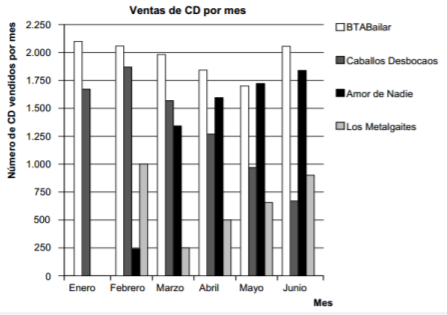 Ventas de CD por mes
Número de CD vendidos por mes
2.250
2.000
1.750
1.500
1.250
1.000
750
500
250
0
Enero Febrero Marzo Abril Mayo Junio
Mes
BTABailar
Caballos Desbocaos
Amor de Nadie
Los Metalgaites